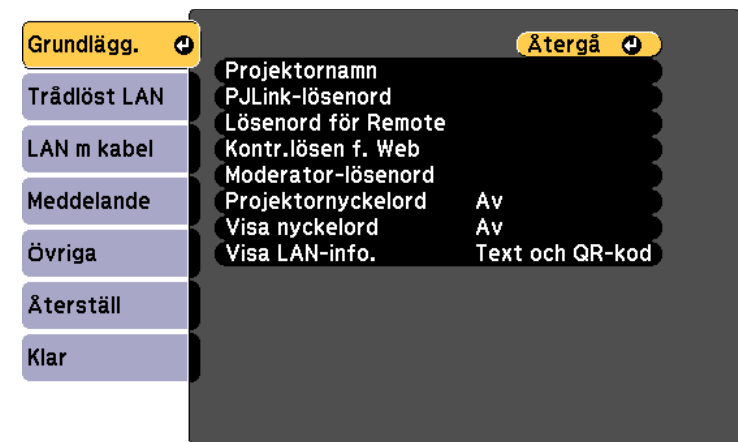 Grundlägg.
Trådlöst LAN
LAN m kabel
Meddelande
Övriga
Återställ
Klar
Återgå
Projektornamn
PJLink-lösenord
Lösenord för Remote
Kontr.lösen f. Web
Moderator-lösenord
Projektornyckelord Av
Visa nyckelord Av
Visa LAN-info. Text och QR-kod